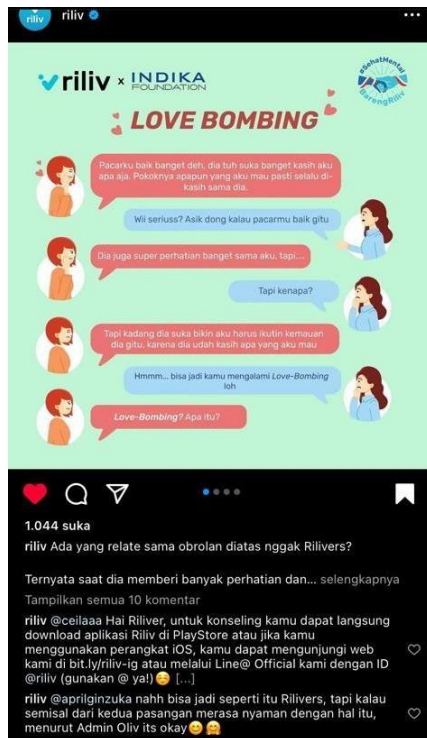 riliv
riliv
riliv x INDIKA
FOUNDATION
#SehatMental
BarengRiliv
LOVE BOMBING
Pacarku baik banget deh, dia tuh suka banget kasih aku
apa aja. Pokoknya apapun yang aku mau pasti selalu di-
kasih sama dia.
Wii seriuss? Asik dong kalau pacarmu baik gitu
Dia juga super perhatian banget sama aku, tapi....
Tapi kenapa?
Tapi kadang dia suka bikin aku harus ikutin kemauan
dia gitu, karena dia udah kasih apa yang aku mau
Hmmm... bisa jadi kamu mengalami Love-Bombing
loh
Love-Bombing? Apa itu?
1.044 suka
riliv Ada yang relate sama obrolan diatas nggak Rilivers?
Ternyata saat dia memberi banyak perhatian dan... selengkapnya
Tampilkan semua 10 komentar
riliv @ceilaaa Hai Riliver, untuk konseling kamu dapat langsung
download aplikasi Riliv di PlayStore atau jika kamu
menggunakan perangkat iOS, kamu dapat mengunjungi web
kami di bit.ly/riliv-ig atau melalui Line@ Official kami dengan ID
@riliv (gunakan @ ya!)☺️ [...]
riliv @aprilginzuka nahh bisa jadi seperti itu Rilivers, tapi kalau
semisal dari kedua pasangan merasa nyaman dengan hal itu,
menurut Admin Oliv its okay😊🤗